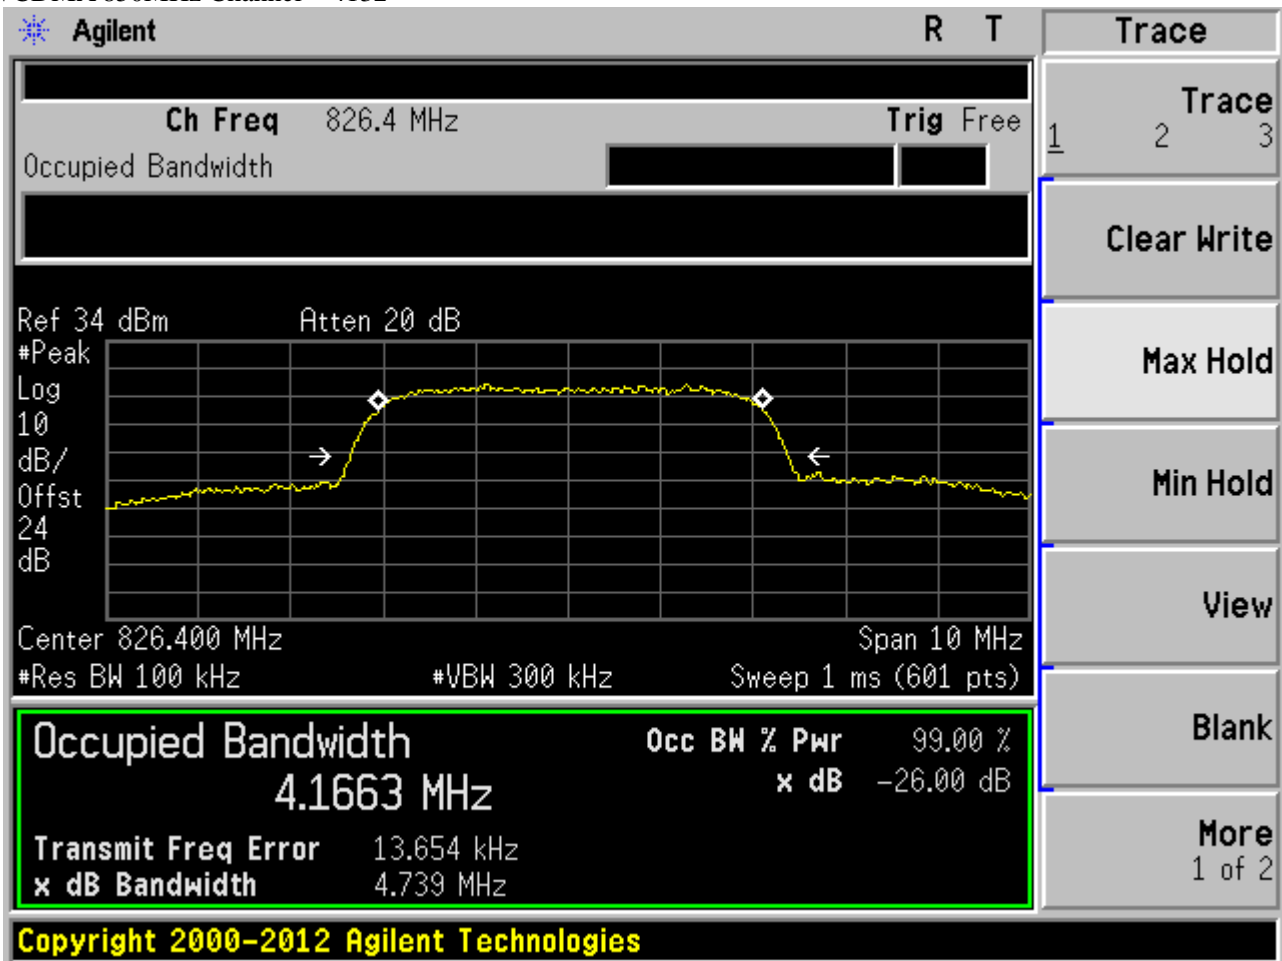 Agilent R T Trace
Trace
1 2 3
Ch Freq 826.4 MHz Trig Free
Occupied Bandwidth
Clear Write
Ref 34 dBm Atten 20 dB
#Peak
Log
10
dB/
Offst
24
dB
Max Hold
Min Hold
View
Center 826.400 MHz Span 10 MHz
#Res BW 100 kHz #VBW 300 kHz Sweep 1 ms (601 pts)
Occupied Bandwidth
4.1663 MHz
Occ BW % Pwr 99.00 %
x dB -26.00 dB
Transmit Freq Error 13.654 kHz
x dB Bandwidth 4.739 MHz
Blank
More
1 of 2
Copyright 2000-2012 Agilent Technologies